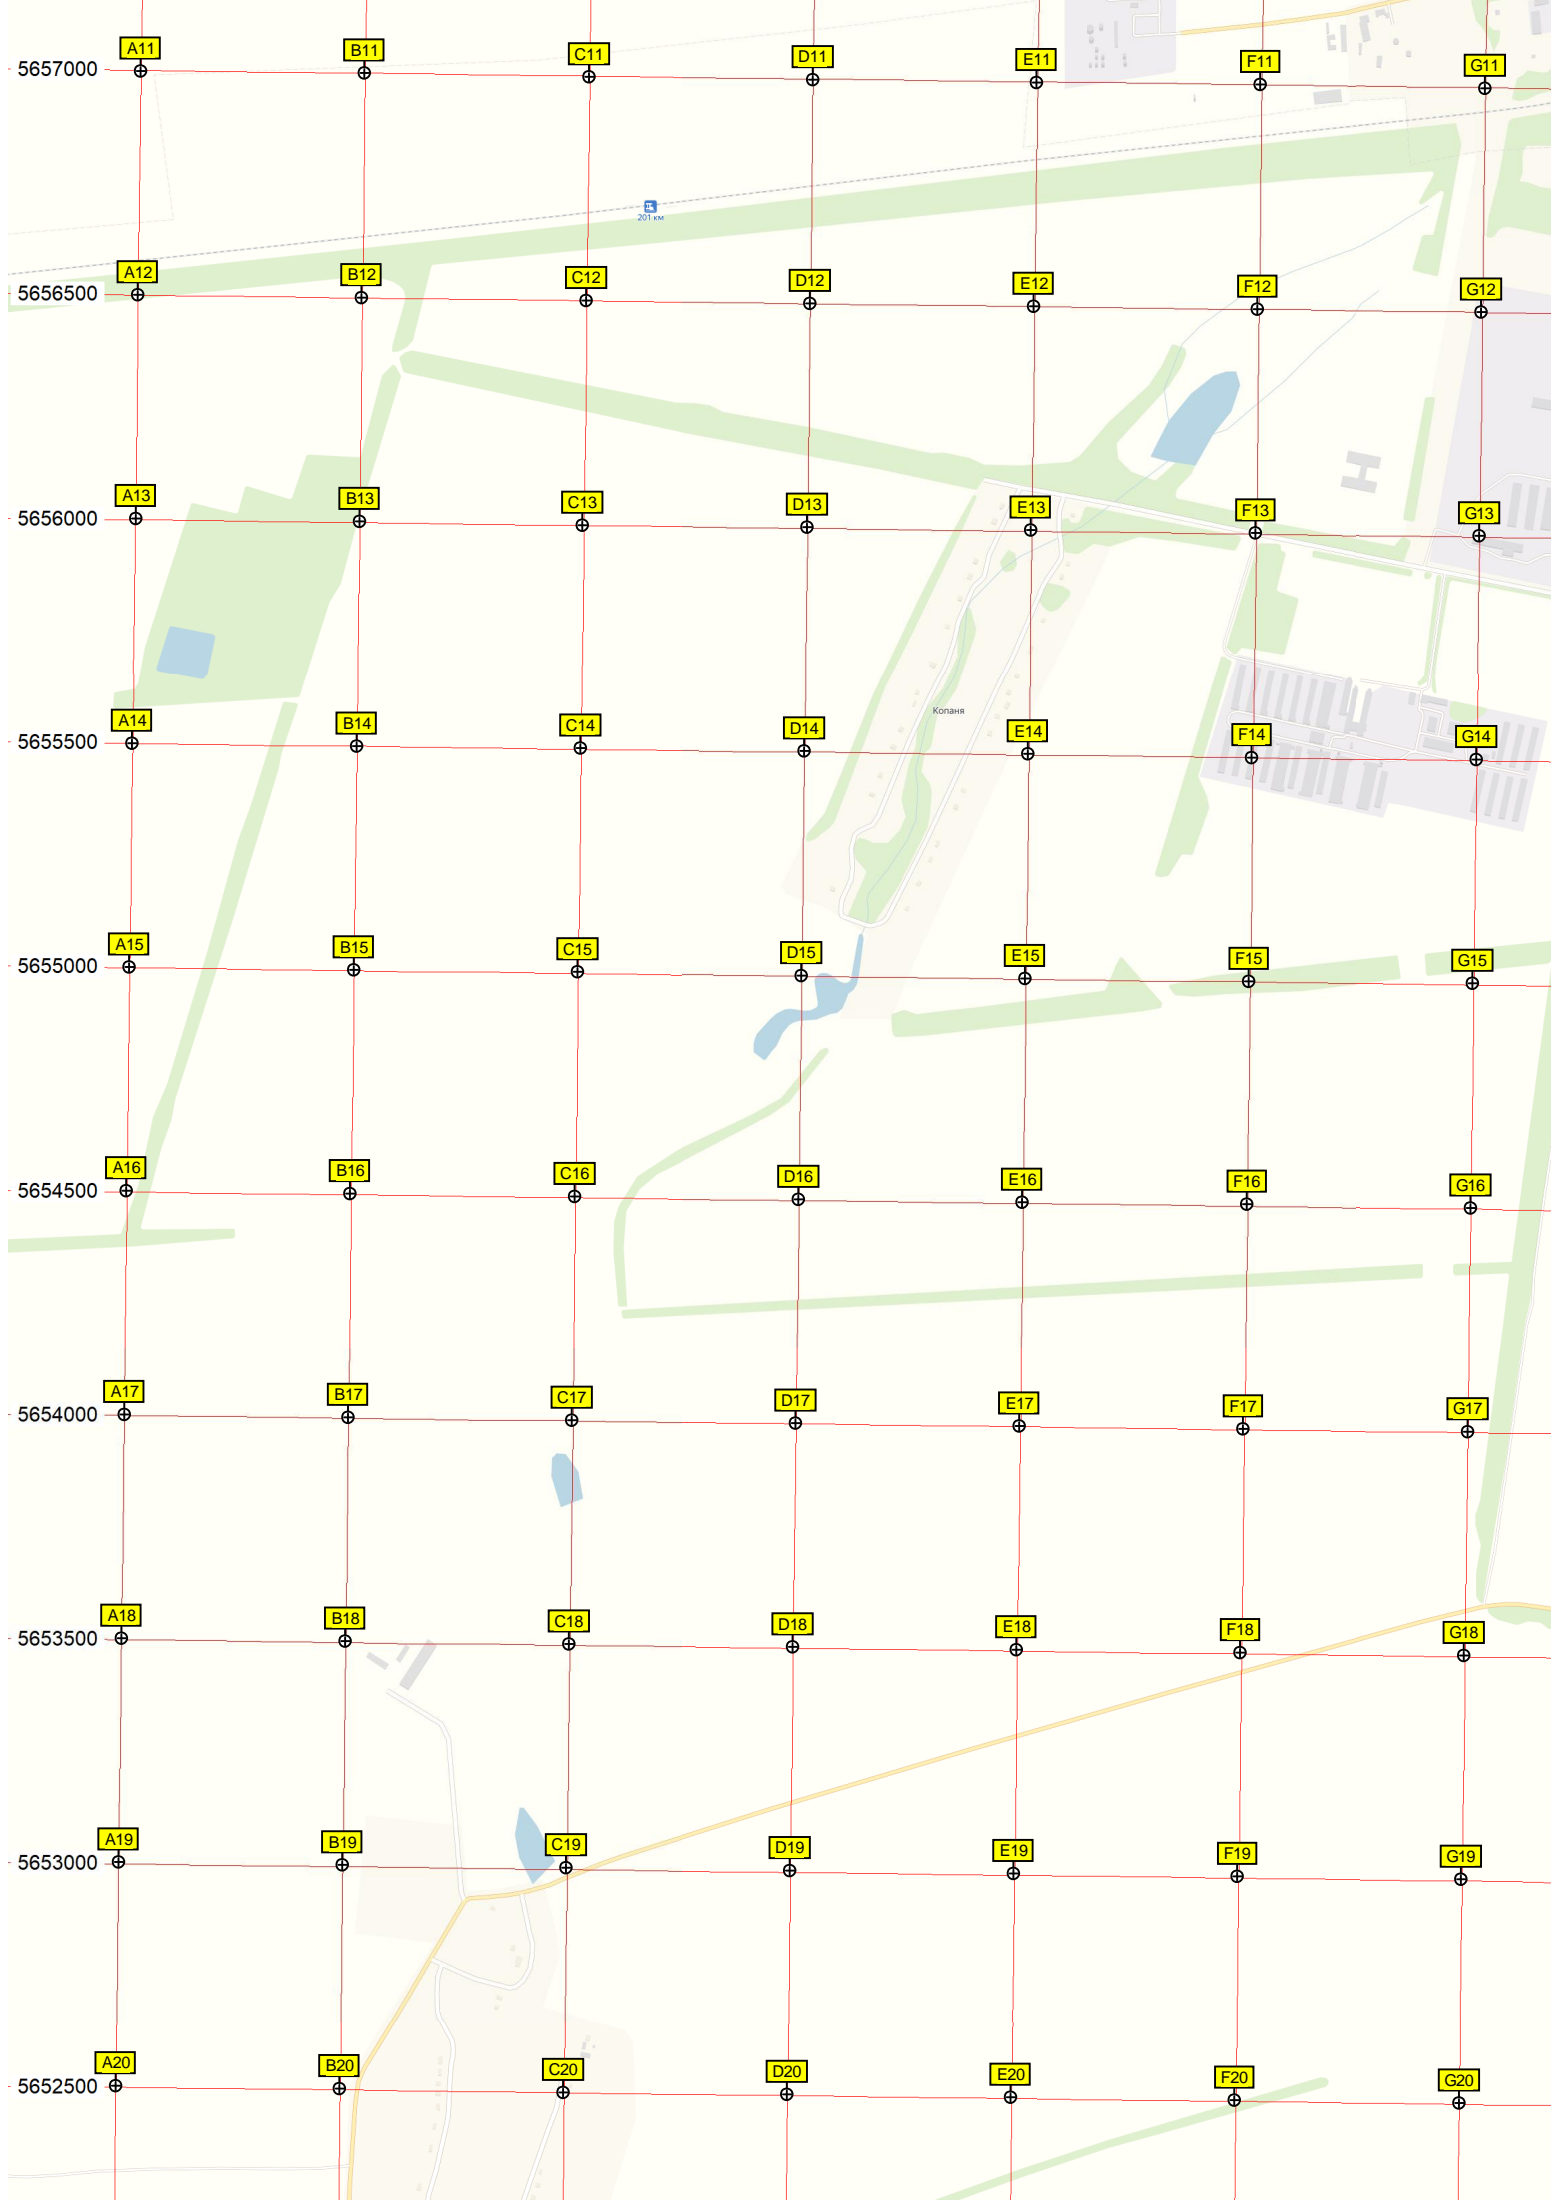 A11 B11 C11 D11 E11 F11 G11
5657000
201 км
A12 B12 C12 D12 E12 F12 G12
5656500
A13 B13 C13 D13 E13 F13 G13
5656000
Копаня
A14 B14 C14 D14 E14 F14 G14
5655500
A15 B15 C15 D15 E15 F15 G15
5655000
A16 B16 C16 D16 E16 F16 G16
5654500
A17 B17 C17 D17 E17 F17 G17
5654000
A18 B18 C18 D18 E18 F18 G18
5653500
A19 B19 C19 D19 E19 F19 G19
5653000
A20 B20 C20 D20 E20 F20 G20
5652500